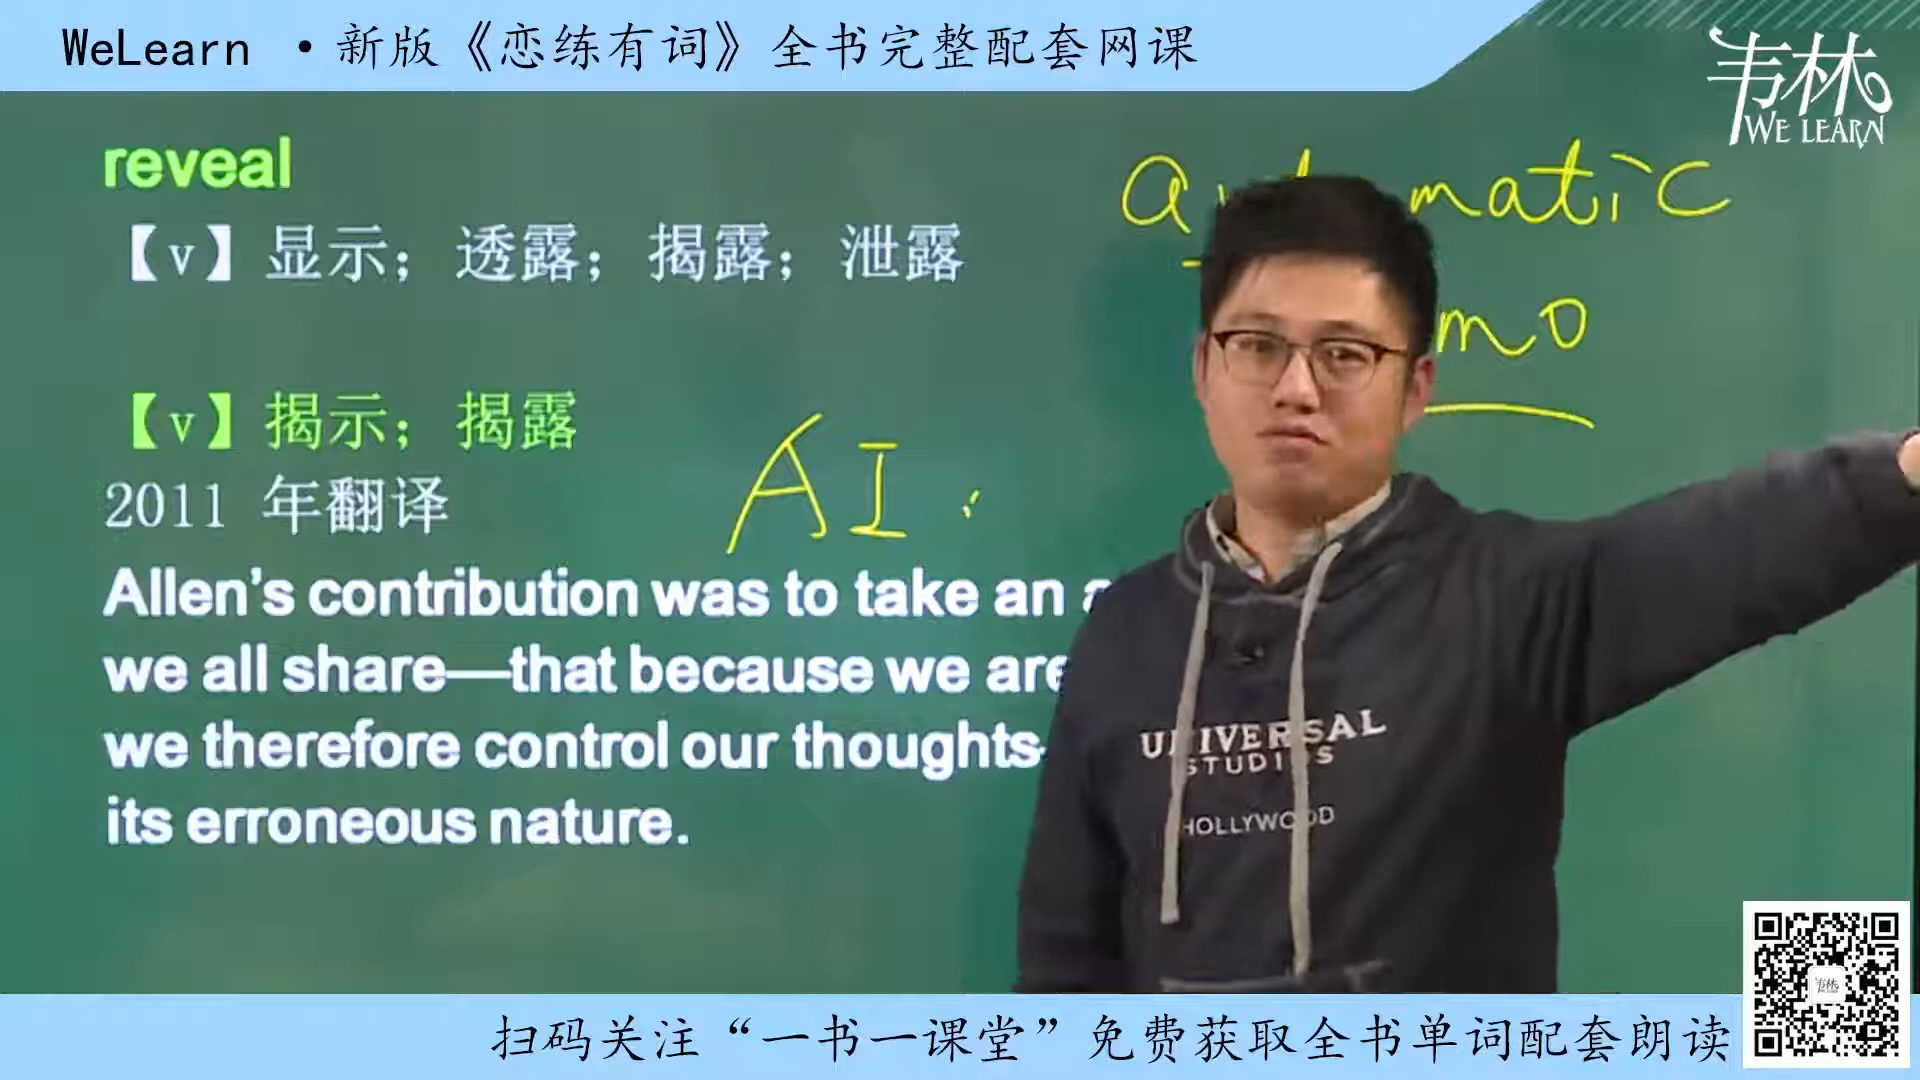 WeLearn ·新版《恋练有词》全书完整配套网课
韦林
WE LEARN
reveal
【v】显示；透露；揭露；泄露
matic
mo
【v】揭示；揭露
2011 年翻译
AI
Allen’s contribution was to take an
we all share—that because we are
we therefore control our thoughts
its erroneous nature.
UNIVERSAL
STUDIOS
HOLLYWOOD
韦林
扫码关注“一书一课堂”免费获取全书单词配套朗读